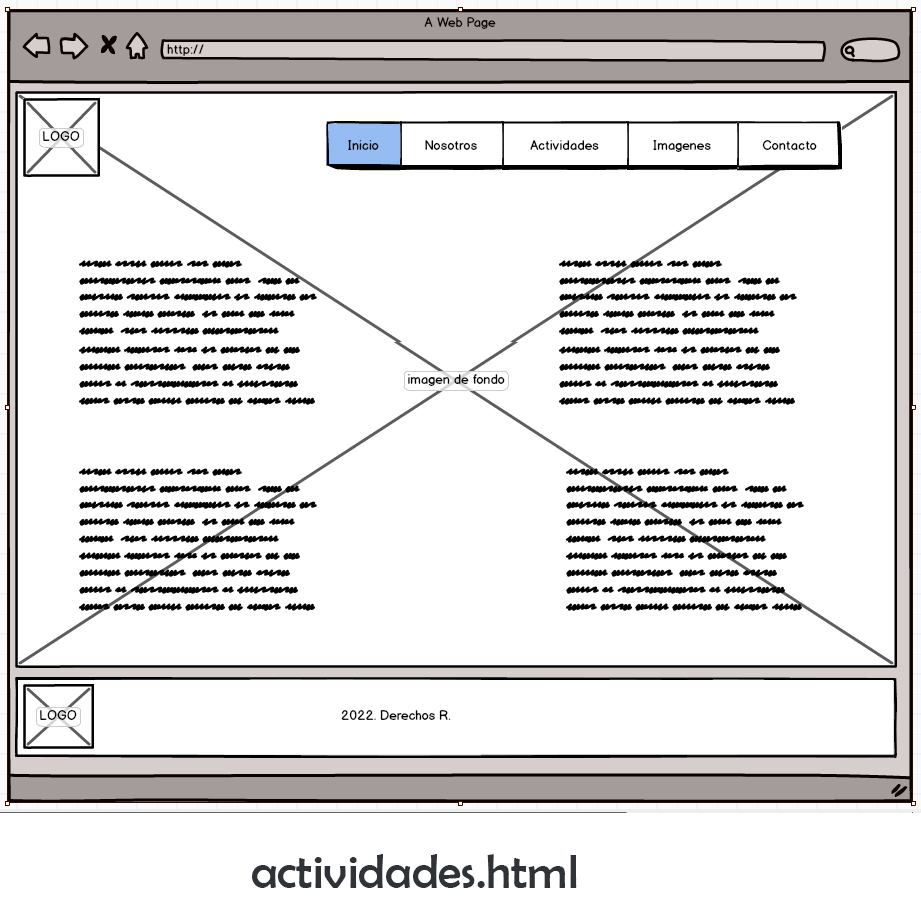 A Web Page
http://
LOGO
Inicio Nosotros Actividades Imagenes Contacto
imagen de fondo
LOGO
2022. Derechos R.
actividades.html